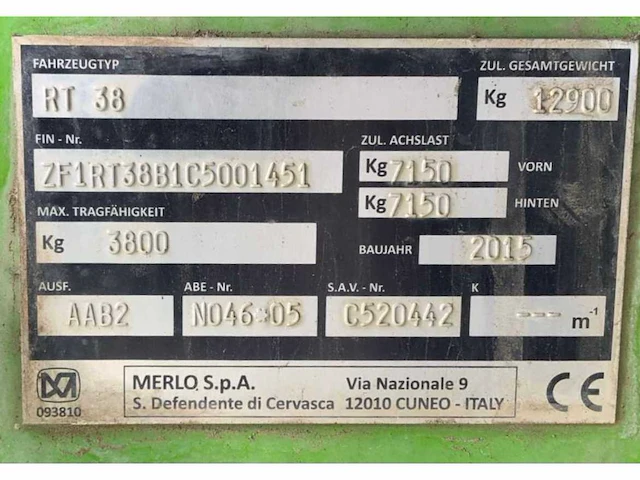 FAHRZEUGTYP ZUL. GESAMTGEWICHT
RT 38 Kg 12900
FIN - Nr. ZUL. ACHSLAST
ZF1RT38B1C5001451 Kg 7150 VORN
Kg 7150 HINTEN
MAX. TRAGFÄHIGKEIT
Kg 3800 BAUJAHR 2015
AUSF. ABE - Nr. S.A.V. - Nr. K
AAB2 C520442 --- m-1
MERLO S.p.A. Via Nazionale 9
093810 S. Defendente di Cervasca 12010 CUNEO - ITALY CE